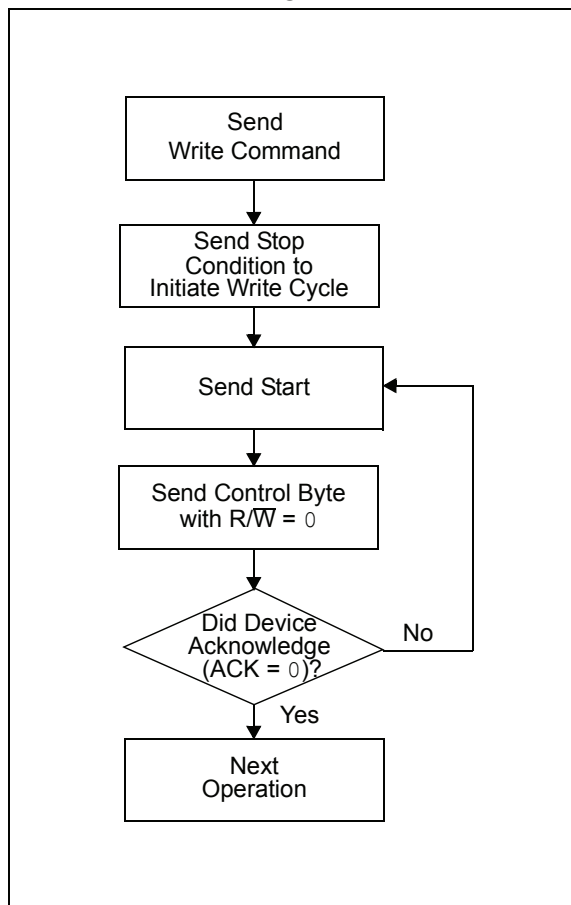 Send
Write Command
Send Stop
Condition to
Initiate Write Cycle
Send Start
Send Control Byte
with R/W̅ = 0
Did Device
Acknowledge
(ACK = 0)?
No
Yes
Next
Operation